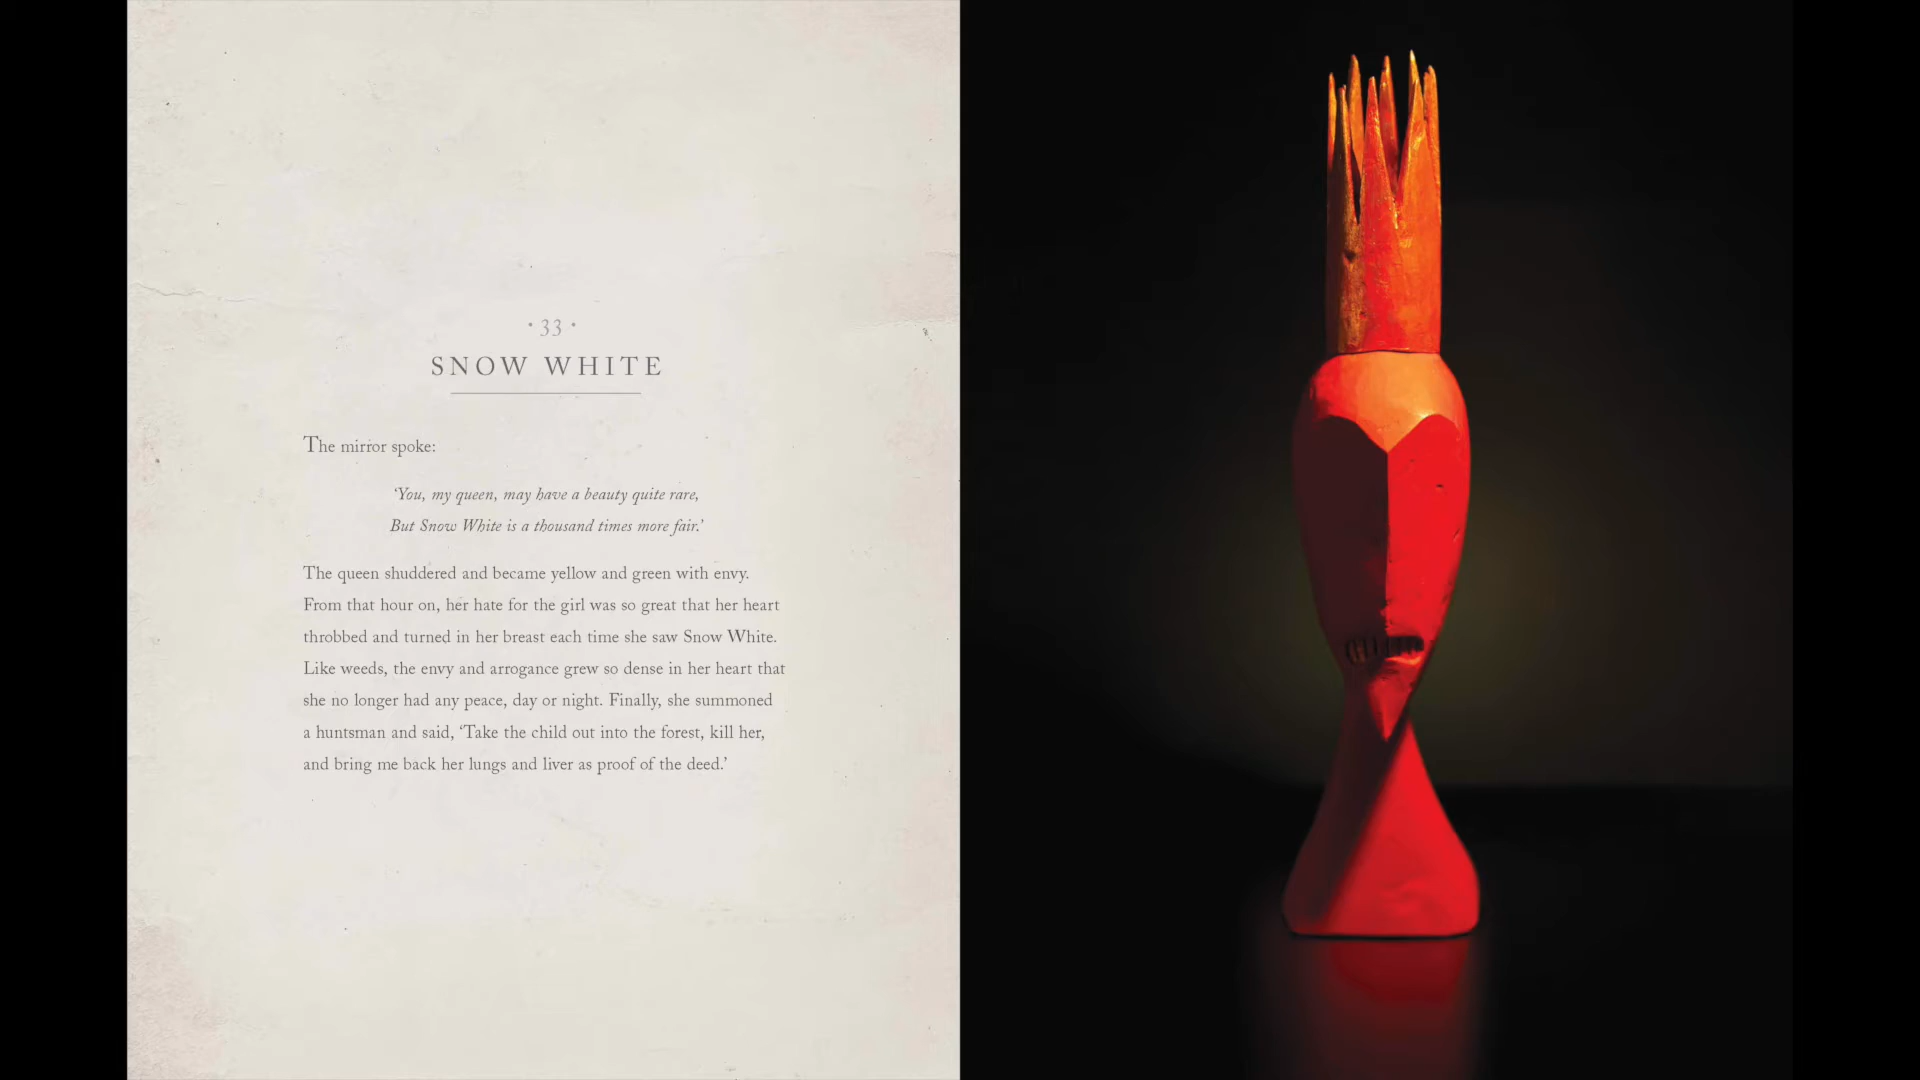 • 33 •
SNOW WHITE
The mirror spoke:
‘You, my queen, may have a beauty quite rare,
But Snow White is a thousand times more fair.’
The queen shuddered and became yellow and green with envy.
From that hour on, her hate for the girl was so great that her heart
throbbed and turned in her breast each time she saw Snow White.
Like weeds, the envy and arrogance grew so dense in her heart that
she no longer had any peace, day or night. Finally, she summoned
a huntsman and said, ‘Take the child out into the forest, kill her,
and bring me back her lungs and liver as proof of the deed.’